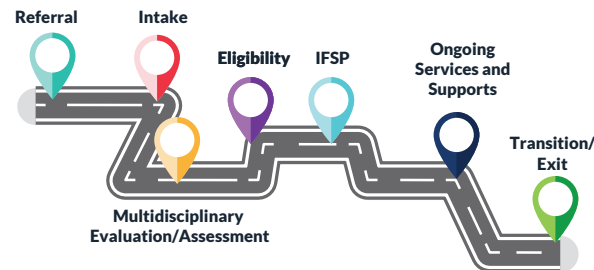 Referral
Intake
Multidisciplinary
Evaluation/Assessment
Eligibility
IFSP
Ongoing
Services and
Supports
Transition/
Exit